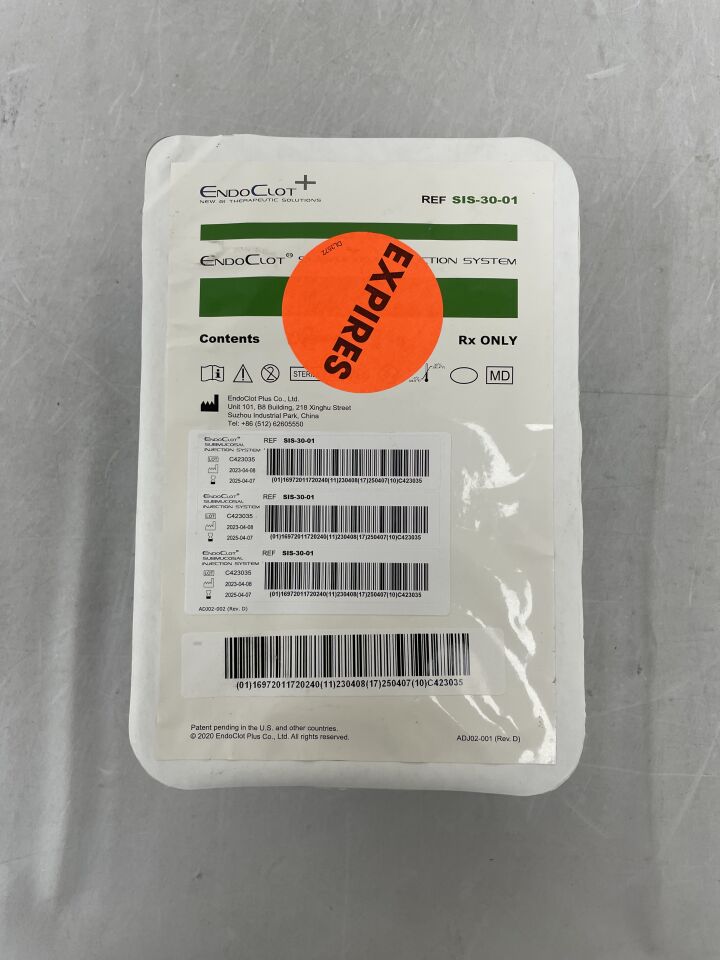 ENDOCLOT+
NEW GI THERAPEUTIC SOLUTIONS
REF SIS-30-01
ENDOCLOT® S
CTION SYSTEM
DL3572
EXPIRES
Contents
Rx ONLY
STERIL
MD
EndoClot Plus Co., Ltd.
Unit 101, B8 Building, 218 Xinghu Street
Suzhou Industrial Park, China
Tel: +86 (512) 62605550
ENDOCLOT®
SUBMUCOSAL
INJECTION SYSTEM
REF SIS-30-01
LOT C423035
2023-04-08
2025-04-07
(01)16972011720240(11)230408(17)250407(10)C423035
ENDOCLOT®
SUBMUCOSAL
INJECTION SYSTEM
REF SIS-30-01
LOT C423035
2023-04-08
2025-04-07
(01)16972011720240(11)230408(17)250407(10)C423035
ENDOCLOT®
SUBMUCOSAL
INJECTION SYSTEM
REF SIS-30-01
LOT C423035
2023-04-08
2025-04-07
(01)16972011720240(11)230408(17)250407(10)C423035
ADJ02-002 (Rev. D)
(01)16972011720240(11)230408(17)250407(10)C423035
Patent pending in the U.S. and other countries.
© 2020 EndoClot Plus Co., Ltd. All rights reserved.
ADJ02-001 (Rev. D)